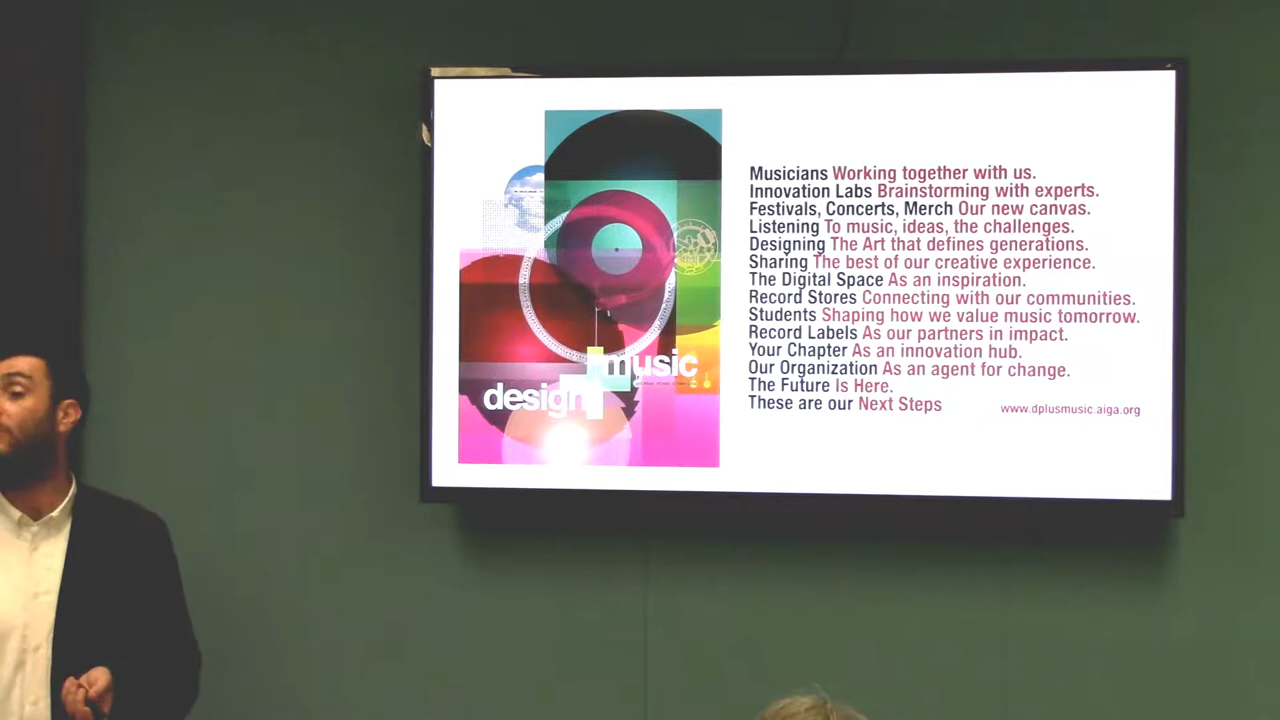 music
design
Musicians Working together with us.
Innovation Labs Brainstorming with experts.
Festivals, Concerts, Merch Our new canvas.
Listening To music, ideas, the challenges.
Designing The Art that defines generations.
Sharing The best of our creative experience.
The Digital Space As an inspiration.
Record Stores Connecting with our communities.
Students Shaping how we value music tomorrow.
Record Labels As our partners in impact.
Your Chapter As an innovation hub.
Our Organization As an agent for change.
The Future Is Here.
These are our Next Steps
www.dplusmusic.aiga.org